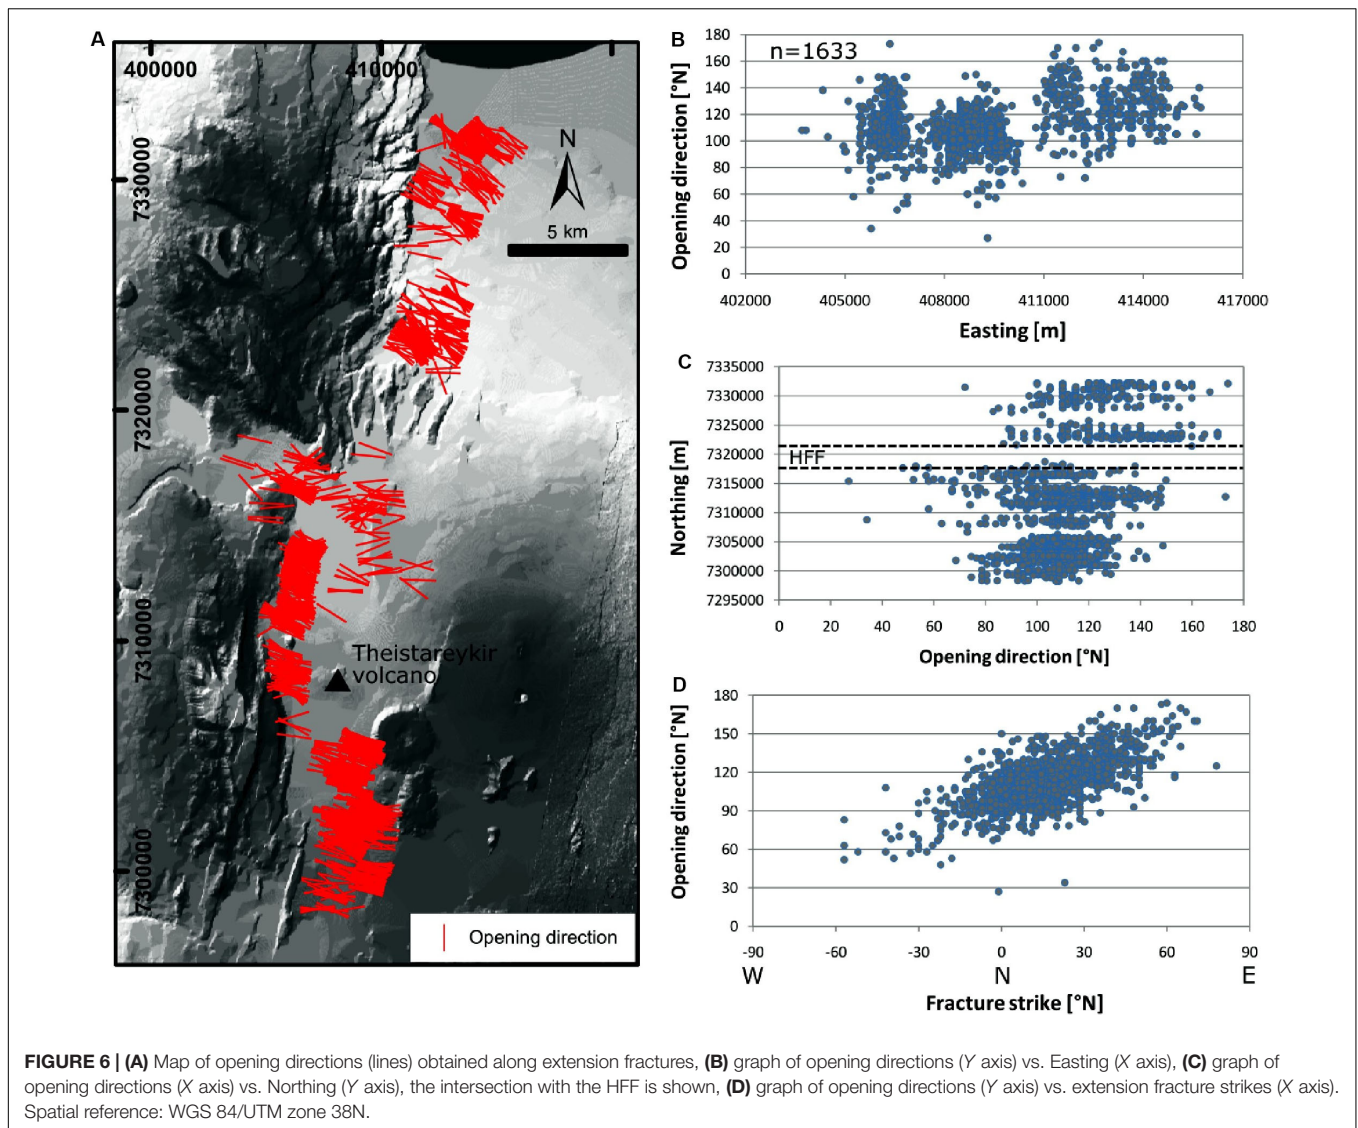 A
400000
410000
7330000
N
5 km
7320000
7310000
Theistareykir
volcano
7300000
Opening direction
B
n=1633
Opening direction [°N]
180
160
140
120
100
80
60
40
20
0
402000 405000 408000 411000 414000 417000
Easting [m]
C
Northing [m]
7335000
7330000
7325000
7320000
7315000
7310000
7305000
7300000
7295000
HFF
0 20 40 60 80 100 120 140 160 180
Opening direction [°N]
D
Opening direction [°N]
180
150
120
90
60
30
0
-90 -60 -30 0 30 60 90
W N E
Fracture strike [°N]
FIGURE 6 | (A) Map of opening directions (lines) obtained along extension fractures, (B) graph of opening directions (Y axis) vs. Easting (X axis), (C) graph of
opening directions (X axis) vs. Northing (Y axis), the intersection with the HFF is shown, (D) graph of opening directions (Y axis) vs. extension fracture strikes (X axis).
Spatial reference: WGS 84/UTM zone 38N.